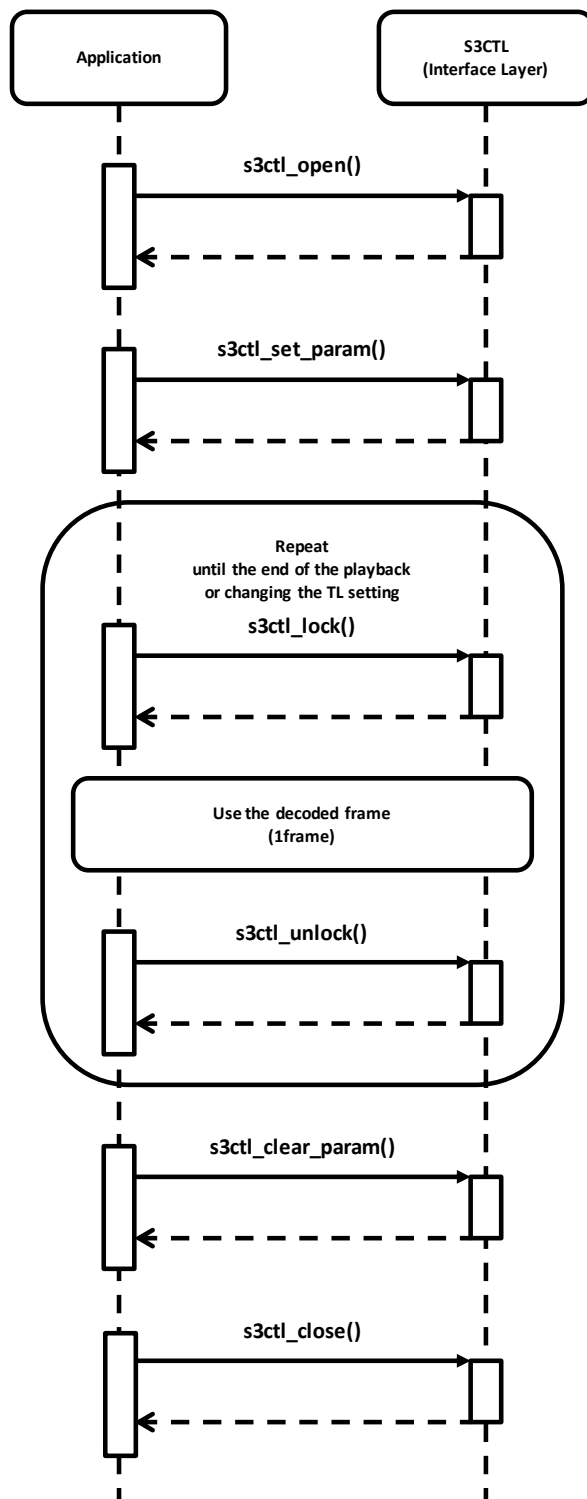 Application
S3CTL
(Interface Layer)
s3ctl_open()
s3ctl_set_param()
Repeat
until the end of the playback
or changing the TL setting
s3ctl_lock()
Use the decoded frame
(1frame)
s3ctl_unlock()
s3ctl_clear_param()
s3ctl_close()